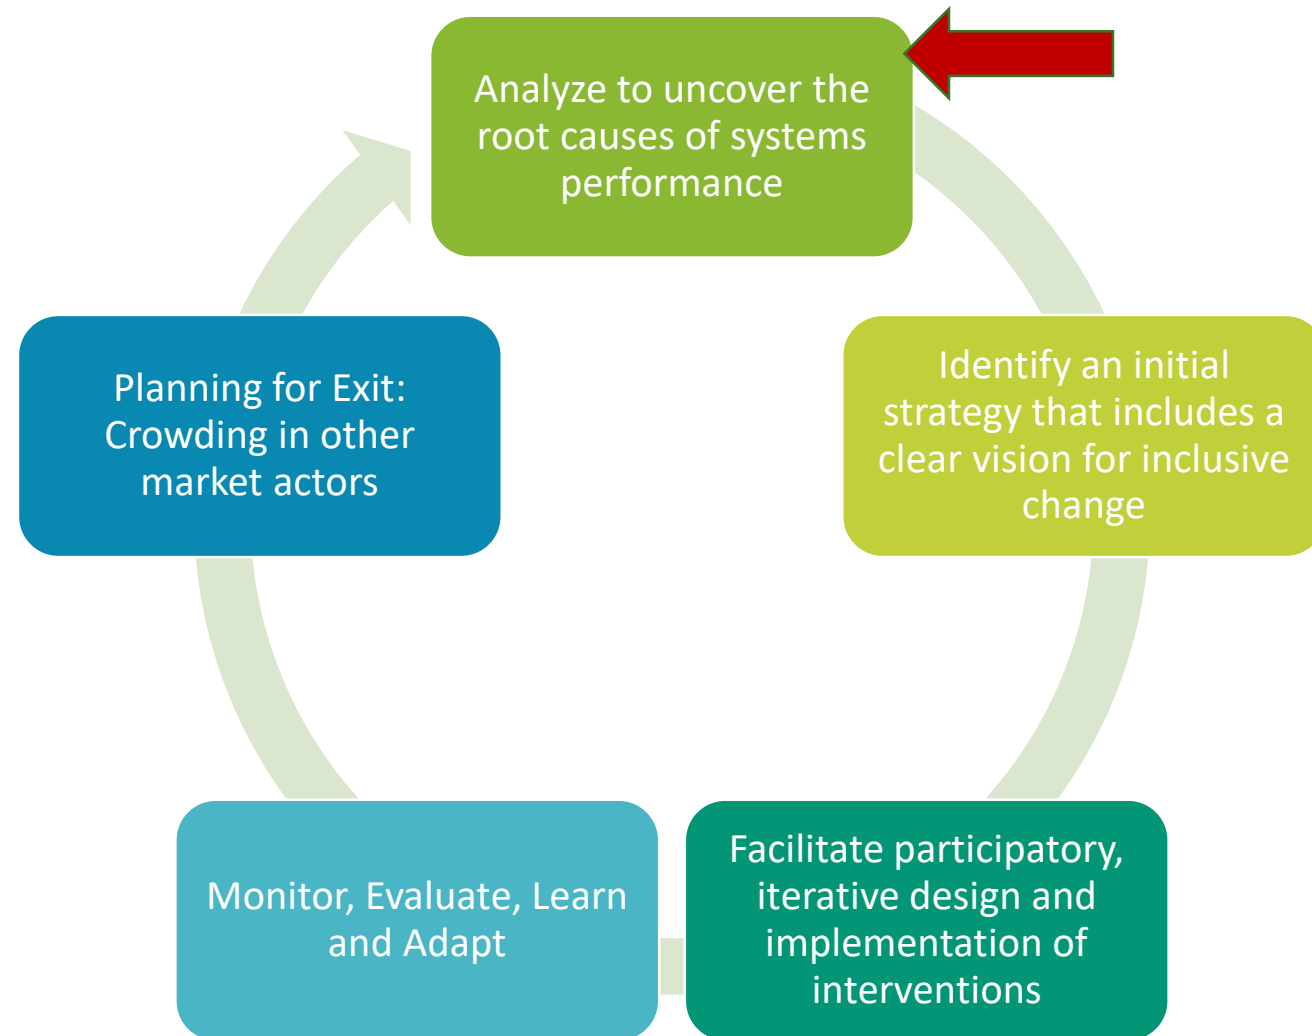 Analyze to uncover the
root causes of systems
performance
Identify an initial
strategy that includes a
clear vision for inclusive
change
Facilitate participatory,
iterative design and
implementation of
interventions
Monitor, Evaluate, Learn
and Adapt
Planning for Exit:
Crowding in other
market actors